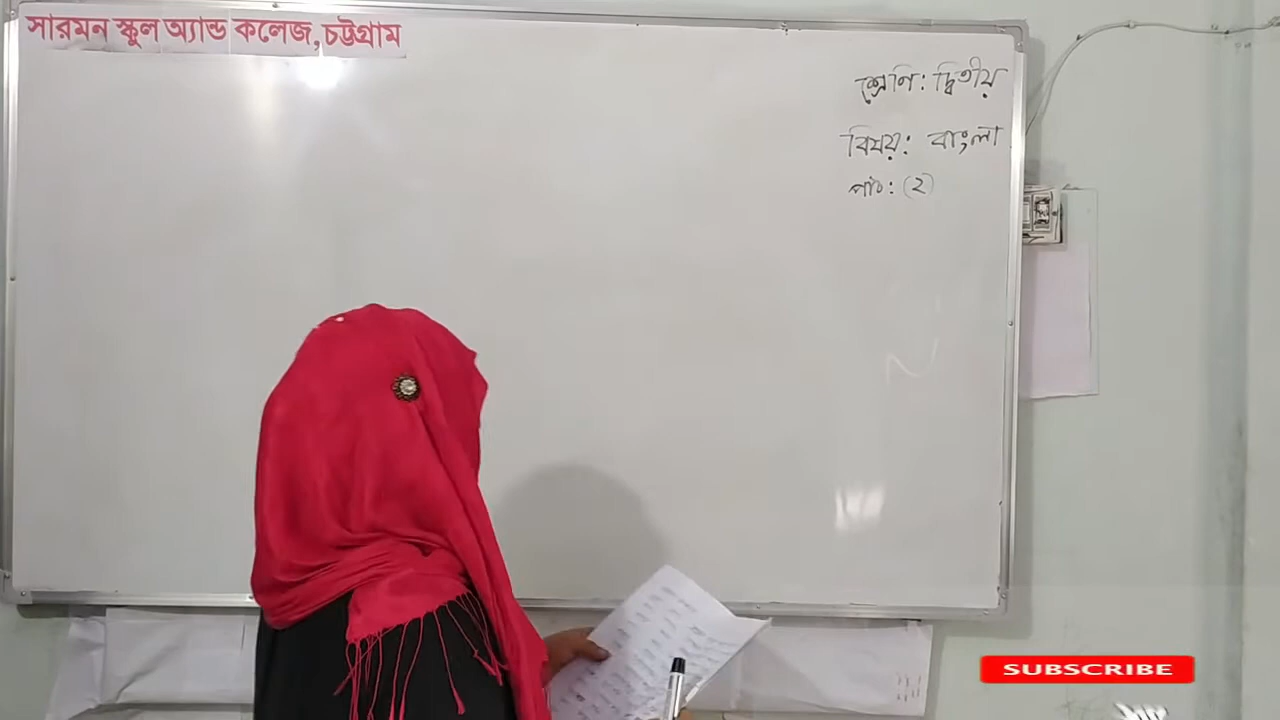 সারমন স্কুল অ্যান্ড কলেজ,চট্টগ্রাম
শ্রেণি: দ্বিতীয়
বিষয়: বাংলা
পাঠ: (২)
SUBSCRIBE